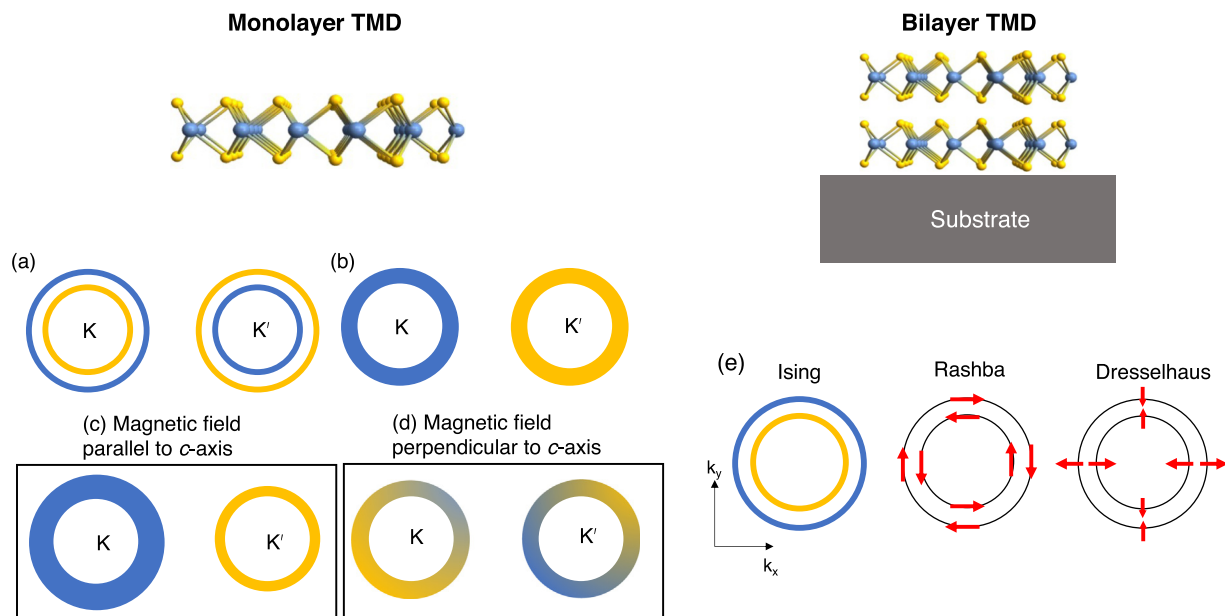 Monolayer TMD
Bilayer TMD
Substrate
(a)
K
K′
(b)
K
K′
(c) Magnetic field
parallel to c-axis
K
K′
(d) Magnetic field
perpendicular to c-axis
K
K′
(e)
Ising
Rashba
Dresselhaus
ky
kx